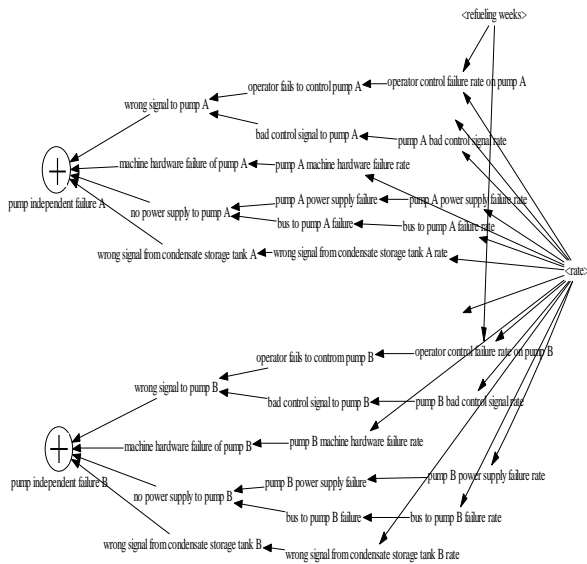 <refueling weeks>
operator control failure rate on pump A
operator fails to control pump A
wrong signal to pump A
bad control signal to pump A
pump A bad control signal rate
machine hardware failure of pump A
pump A machine hardware failure rate
pump independent failure A
pump A power supply failure
pump A power supply failure rate
no power supply to pump A
bus to pump A failure
bus to pump A failure rate
wrong signal from condensate storage tank A
wrong signal from condensate storage tank A rate
<rate>
operator control failure rate on pump B
operator fails to controm pump B
wrong signal to pump B
bad control signal to pump B
pump B bad control signal rate
machine hardware failure of pump B
pump B machine hardware failure rate
pump independent failure B
pump B power supply failure
pump B power supply failure rate
no power supply to pump B
bus to pump B failure
bus to pump B failure rate
wrong signal from condensate storage tank B
wrong signal from condensate storage tank B rate